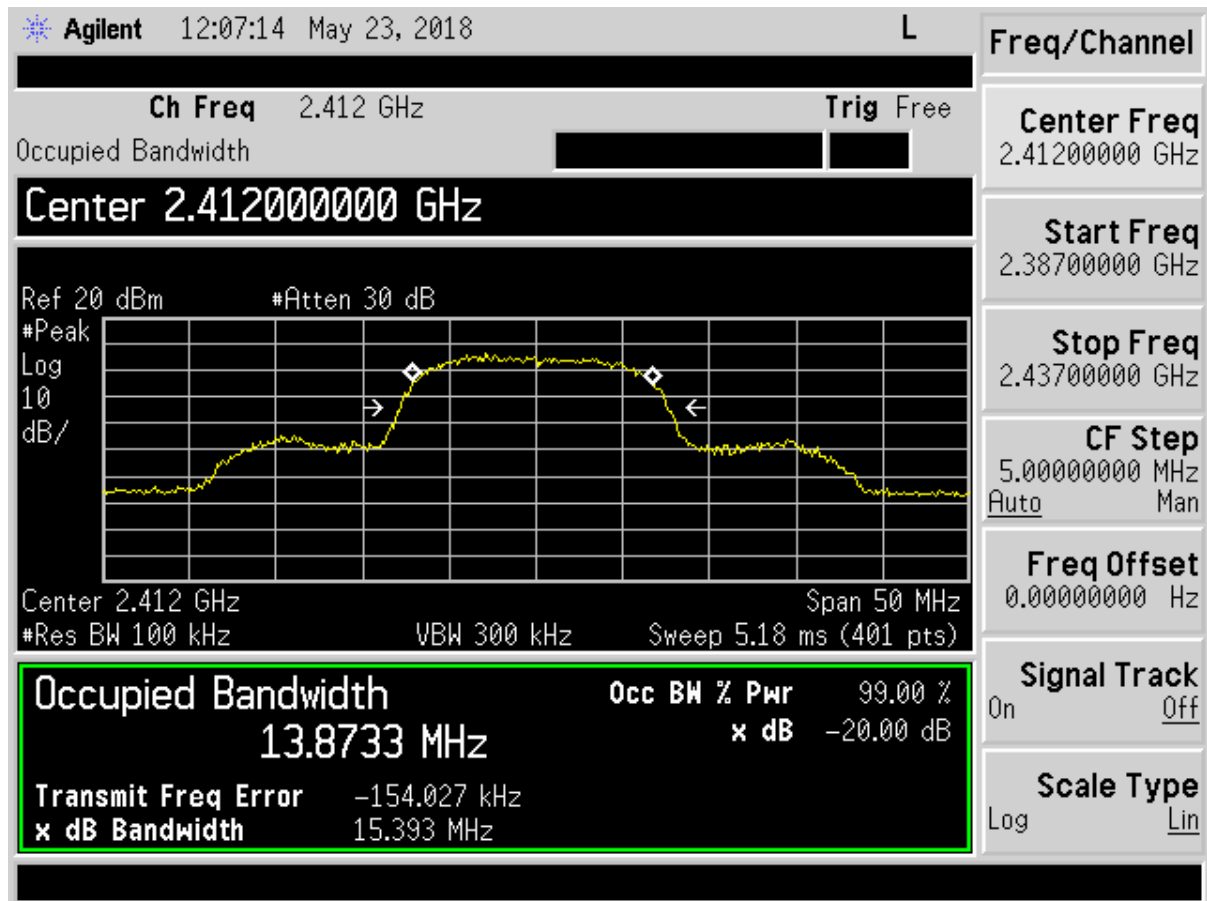 Agilent 12:07:14 May 23, 2018 L
Ch Freq 2.412 GHz Trig Free
Occupied Bandwidth
Center 2.412000000 GHz
Ref 20 dBm #Atten 30 dB
#Peak
Log
10
dB/
Center 2.412 GHz Span 50 MHz
#Res BW 100 kHz VBW 300 kHz Sweep 5.18 ms (401 pts)
Occupied Bandwidth Occ BW % Pwr 99.00 %
13.8733 MHz x dB -20.00 dB
Transmit Freq Error -154.027 kHz
x dB Bandwidth 15.393 MHz
Freq/Channel
Center Freq
2.41200000 GHz
Start Freq
2.38700000 GHz
Stop Freq
2.43700000 GHz
CF Step
5.00000000 MHz
Auto Man
Freq Offset
0.00000000 Hz
Signal Track
On Off
Scale Type
Log Lin